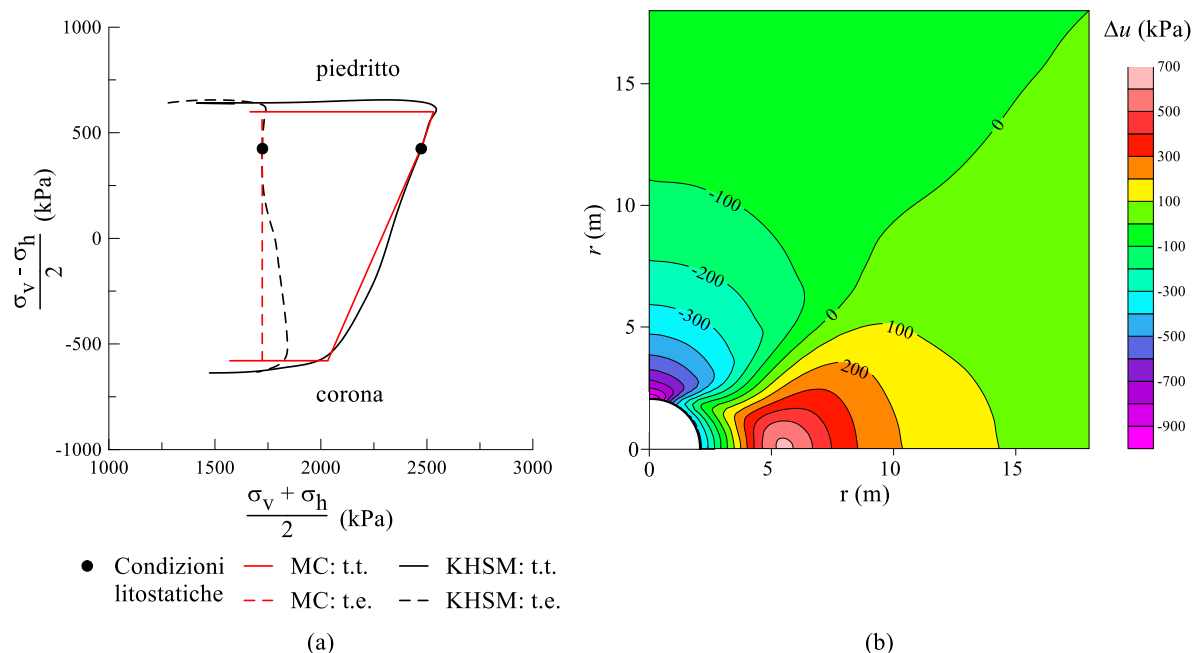 1000
500
0
-500
-1000
σv - σh
2
(kPa)
piedritto
corona
1000
1500
2000
2500
3000
σv + σh
2
(kPa)
● Condizioni litostatiche
MC: t.t.
KHSM: t.t.
MC: t.e.
KHSM: t.e.
(a)
15
10
5
0
r (m)
0
-100
-200
-300
0
100
200
0
5
10
15
r (m)
Δu (kPa)
700
500
300
100
-100
-300
-500
-700
-900
(b)